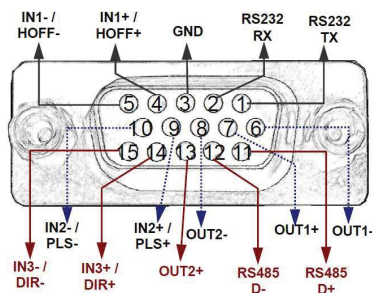 IN1- / HOFF-
IN1+ / HOFF+
GND
RS232 RX
RS232 TX
5 4 3 2 1
10 9 8 7 6
15 14 13 12 11
IN2- / PLS-
IN2+ / PLS+
OUT2-
OUT1+
OUT1-
IN3- / DIR-
IN3+ / DIR+
OUT2+
RS485 D-
RS485 D+